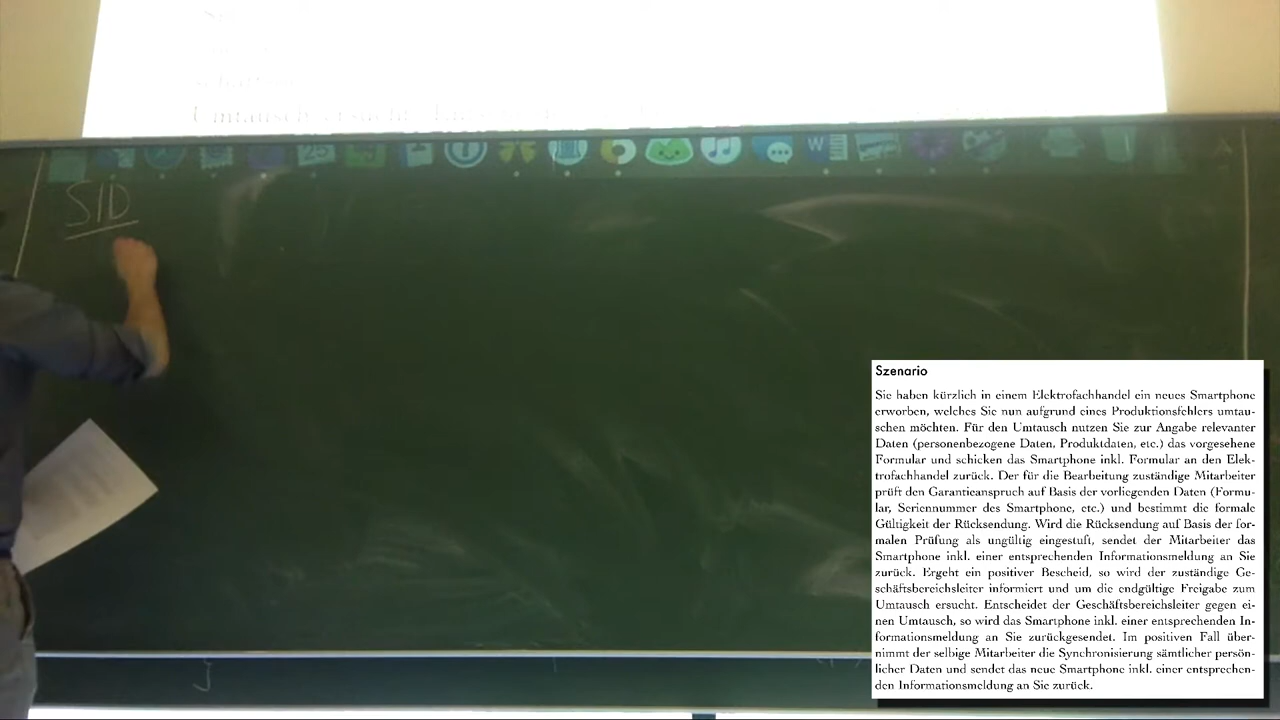 Umtausch ersucht.
SID
25
W
Szenario
Sie haben kürzlich in einem Elektrofachhandel ein neues Smartphone
erworben, welches Sie nun aufgrund eines Produktionsfehlers umtau-
schen möchten. Für den Umtausch nutzen Sie zur Angabe relevanter
Daten (personenbezogene Daten, Produktdaten, etc.) das vorgesehene
Formular und schicken das Smartphone inkl. Formular an den Elek-
trofachhandel zurück. Der für die Bearbeitung zuständige Mitarbeiter
prüft den Garantieanspruch auf Basis der vorliegenden Daten (Formu-
lar, Seriennummer des Smartphone, etc.) und bestimmt die formale
Gültigkeit der Rücksendung. Wird die Rücksendung auf Basis der for-
malen Prüfung als ungültig eingestuft, sendet der Mitarbeiter das
Smartphone inkl. einer entsprechenden Informationsmeldung an Sie
zurück. Ergeht ein positiver Bescheid, so wird der zuständige Ge-
schäftsbereichsleiter informiert und um die endgültige Freigabe zum
Umtausch ersucht. Entscheidet der Geschäftsbereichsleiter gegen ei-
nen Umtausch, so wird das Smartphone inkl. einer entsprechenden In-
formationsmeldung an Sie zurückgesendet. Im positiven Fall über-
nimmt der selbige Mitarbeiter die Synchronisierung sämtlicher persön-
licher Daten und sendet das neue Smartphone inkl. einer entsprechen-
den Informationsmeldung an Sie zurück.